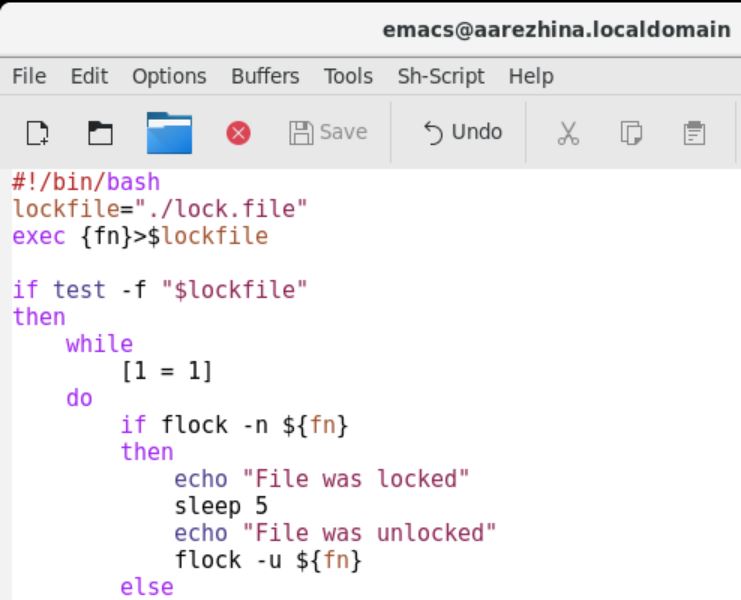 emacs@aarezhina.localdomain
File Edit Options Buffers Tools Sh-Script Help
Save Undo
#!/bin/bash
lockfile="./lock.file"
exec {fn}>$lockfile
if test -f "$lockfile"
then
while
[1 = 1]
do
if flock -n ${fn}
then
echo "File was locked"
sleep 5
echo "File was unlocked"
flock -u ${fn}
else